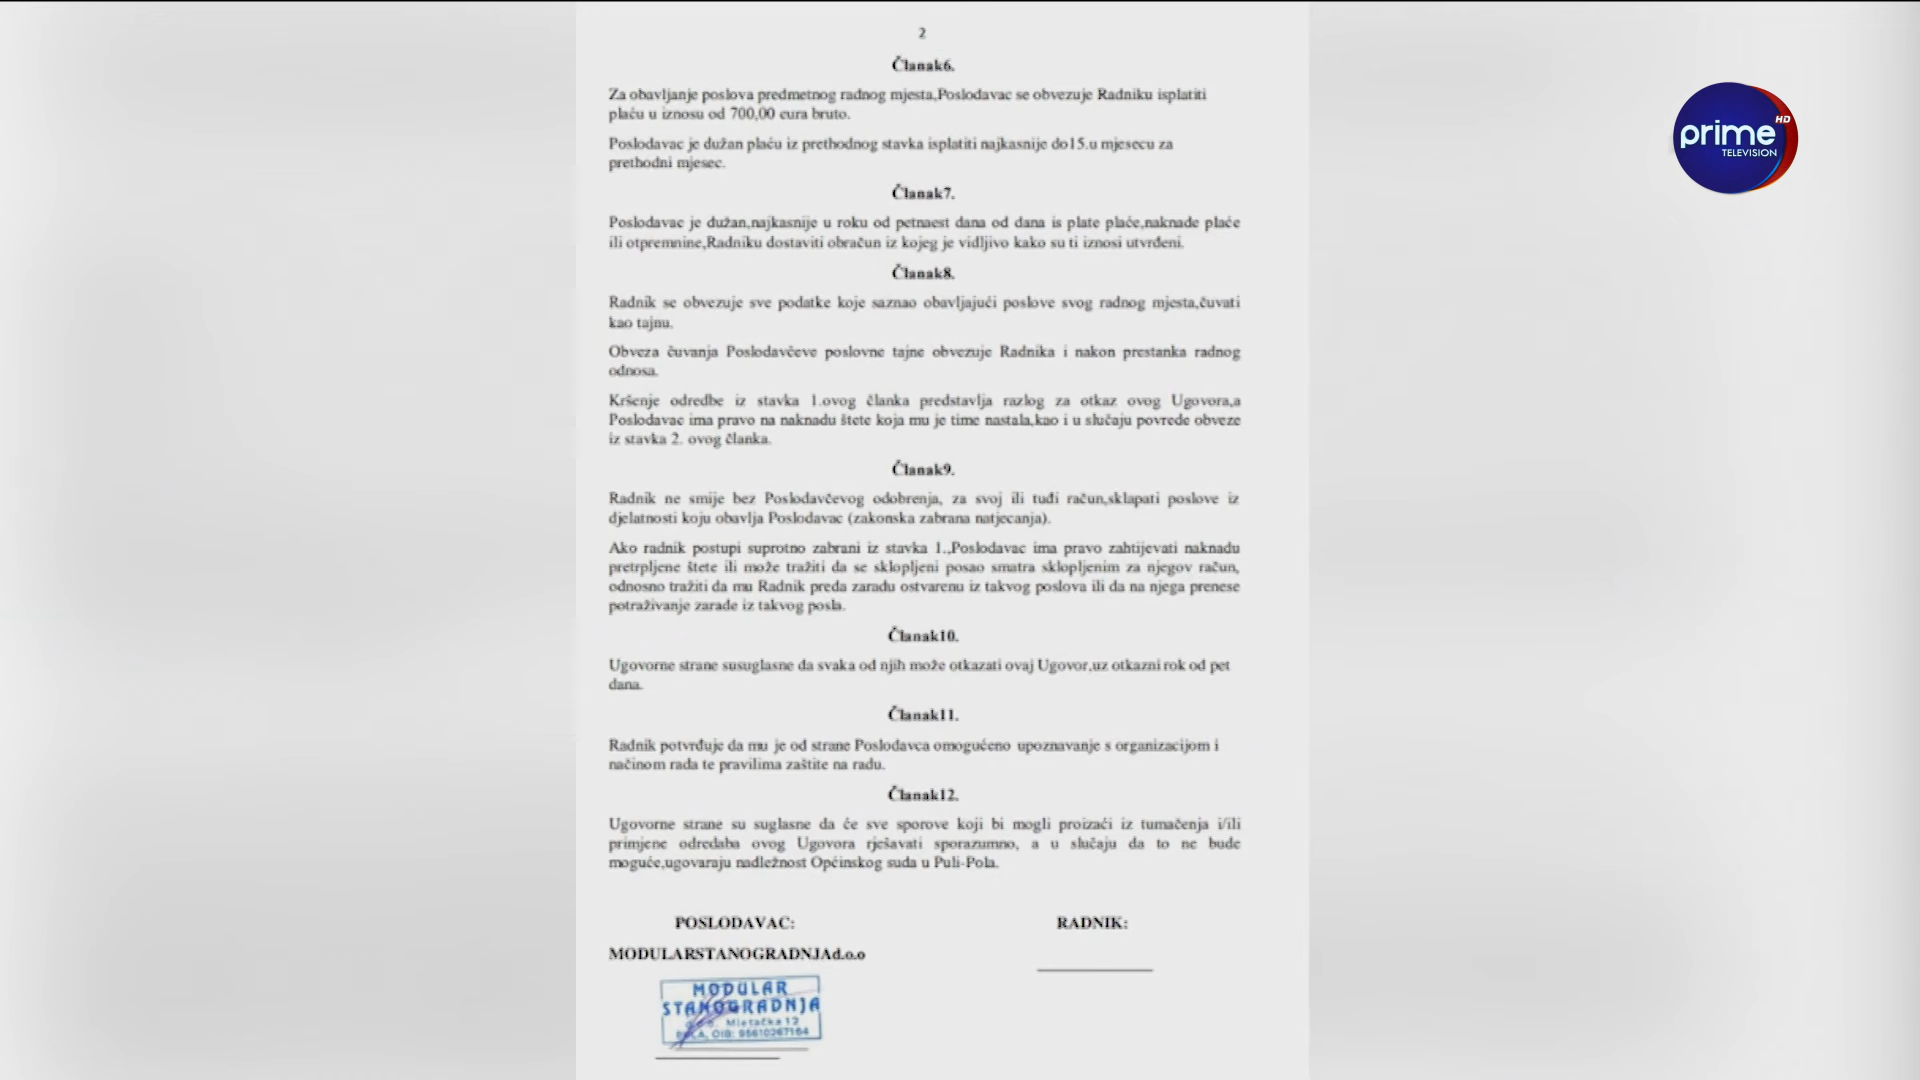 2
Članak6.
Za obavljanje poslova predmetnog radnog mjesta,Poslodavac se obvezuje Radniku isplatiti
plaću u iznosu od 700,00 eura bruto.
Poslodavac je dužan plaću iz prethodnog stavka isplatiti najkasnije do15.u mjesecu za
prethodni mjesec.
Članak7.
Poslodavac je dužan,najkasnije u roku od petnaest dana od dana is plate plaće,naknade plaće
ili otpremnine,Radniku dostaviti obračun iz kojeg je vidljivo kako su ti iznosi utvrđeni.
Članak8.
Radnik se obvezuje sve podatke koje saznao obavljajući poslove svog radnog mjesta,čuvati
kao tajnu.
Obveza čuvanja Poslodavčeve poslovne tajne obvezuje Radnika i nakon prestanka radnog
odnosa.
Kršenje odredbe iz stavka 1.ovog članka predstavlja razlog za otkaz ovog Ugovora,a
Poslodavac ima pravo na naknadu štete koja mu je time nastala,kao i u slučaju povrede obveze
iz stavka 2. ovog članka.
Članak9.
Radnik ne smije bez Poslodavčevog odobrenja, za svoj ili tuđi račun,sklapati poslove iz
djelatnosti koju obavlja Poslodavac (zakonska zabrana natjecanja).
Ako radnik postupi suprotno zabrani iz stavka 1.,Poslodavac ima pravo zahtijevati naknadu
pretrpljene štete ili može tražiti da se sklopljeni posao smatra sklopljenim za njegov račun,
odnosno tražiti da mu Radnik preda zaradu ostvarenu iz takvog poslova ili da na njega prenese
potraživanje zarade iz takvog posla.
Članak10.
Ugovorne strane susuglasne da svaka od njih može otkazati ovaj Ugovor,uz otkazni rok od pet
dana.
Članak11.
Radnik potvrđuje da mu je od strane Poslodavca omogućeno upoznavanje s organizacijom i
načinom rada te pravilima zaštite na radu.
Članak12.
Ugovorne strane su suglasne da će sve sporove koji bi mogli proizaći iz tumačenja i/ili
primjene odredaba ovog Ugovora rješavati sporazumno, a u slučaju da to ne bude
moguće,ugovaraju nadležnost Općinskog suda u Puli-Pola.
POSLODAVAC:
RADNIK:
MODULARSTANOGRADNJAd.o.o
MODULAR
STANOGRADNJA
d.o.o. Mletačka 12
PULA, OIB: 95610267164
prime HD
TELEVISION